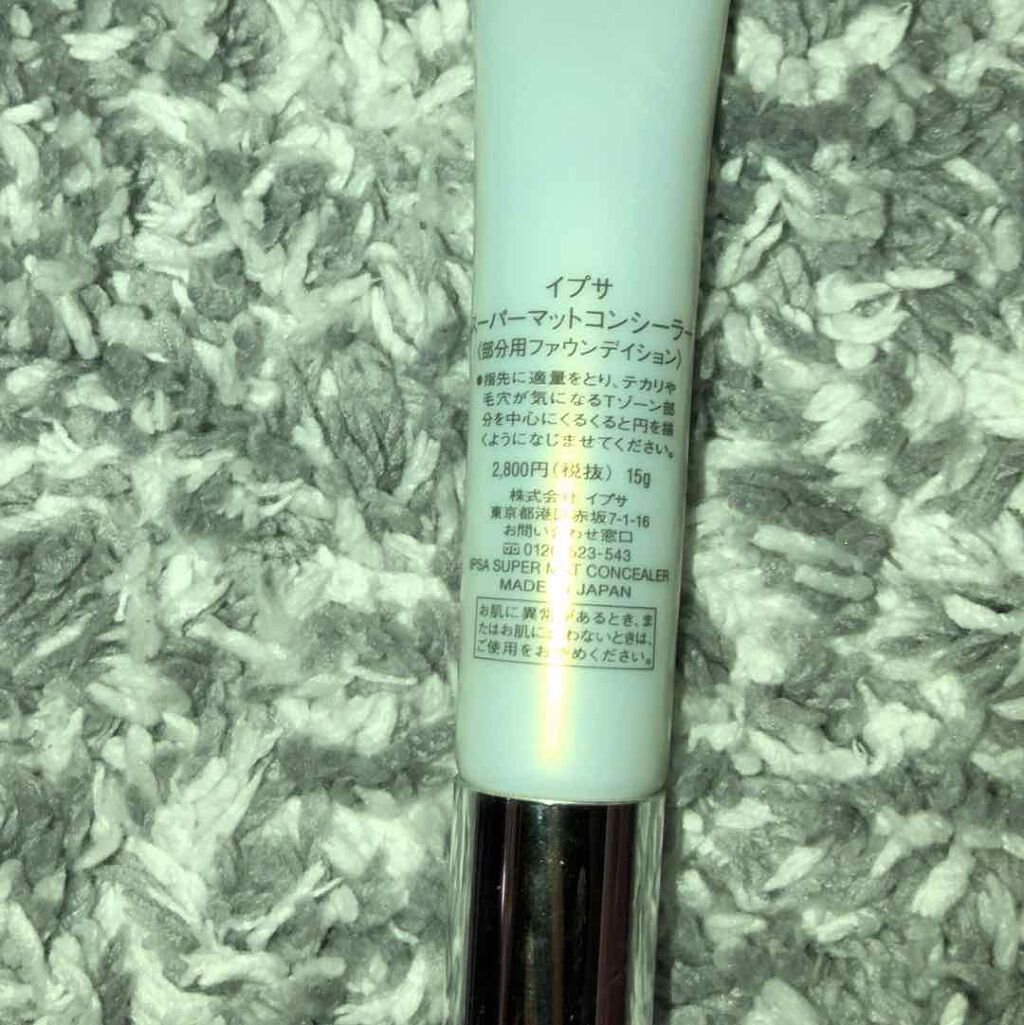 イプサ
スーパーマットコンシーラー
(部分用ファウンデイション)
●指先に適量をとり、テカリや
毛穴が気になるTゾーン部
分を中心にくるくると円を描
くようになじませてください。
2,800円(税抜) 15g
株式会社 イプサ
東京都港区赤坂7-1-16
お問い合わせ窓口
0120-523-543
IPSA SUPER MAT CONCEALER
MADE IN JAPAN
お肌に異常があるとき、ま
たはお肌に合わないときは、
ご使用をおやめください。